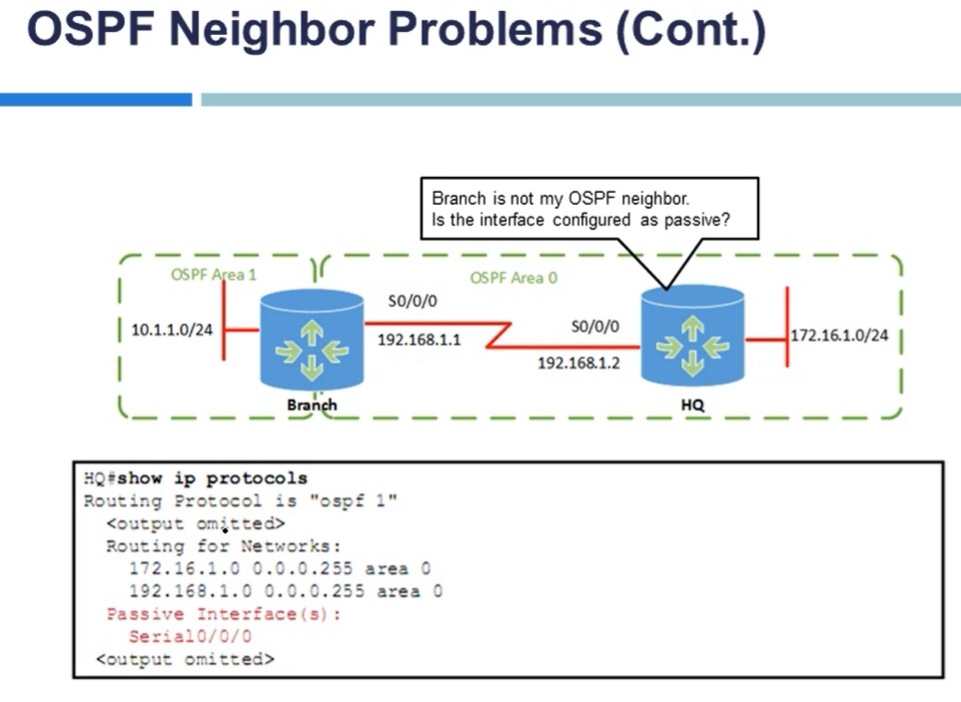 OSPF Neighbor Problems (Cont.)
Branch is not my OSPF neighbor.
Is the interface configured as passive?
OSPF Area 1
OSPF Area 0
10.1.1.0/24
S0/0/0
192.168.1.1
S0/0/0
192.168.1.2
172.16.1.0/24
Branch
HQ
HQ#show ip protocols
Routing Protocol is "ospf 1"
<output omitted>
Routing for Networks:
172.16.1.0 0.0.0.255 area 0
192.168.1.0 0.0.0.255 area 0
Passive Interface(s):
Serial0/0/0
<output omitted>